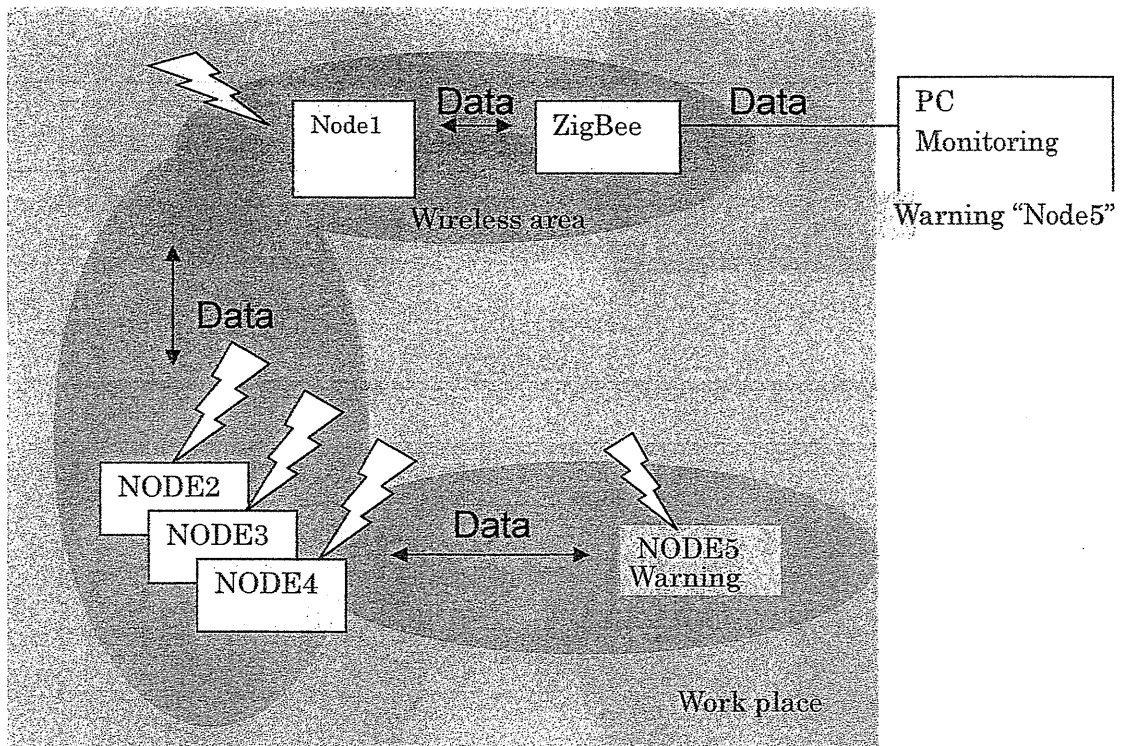 Node1
Data
ZigBee
Data
PC
Monitoring
Warning “Node5”
Wireless area
Data
NODE2
NODE3
NODE4
Data
NODE5
Warning
Work place